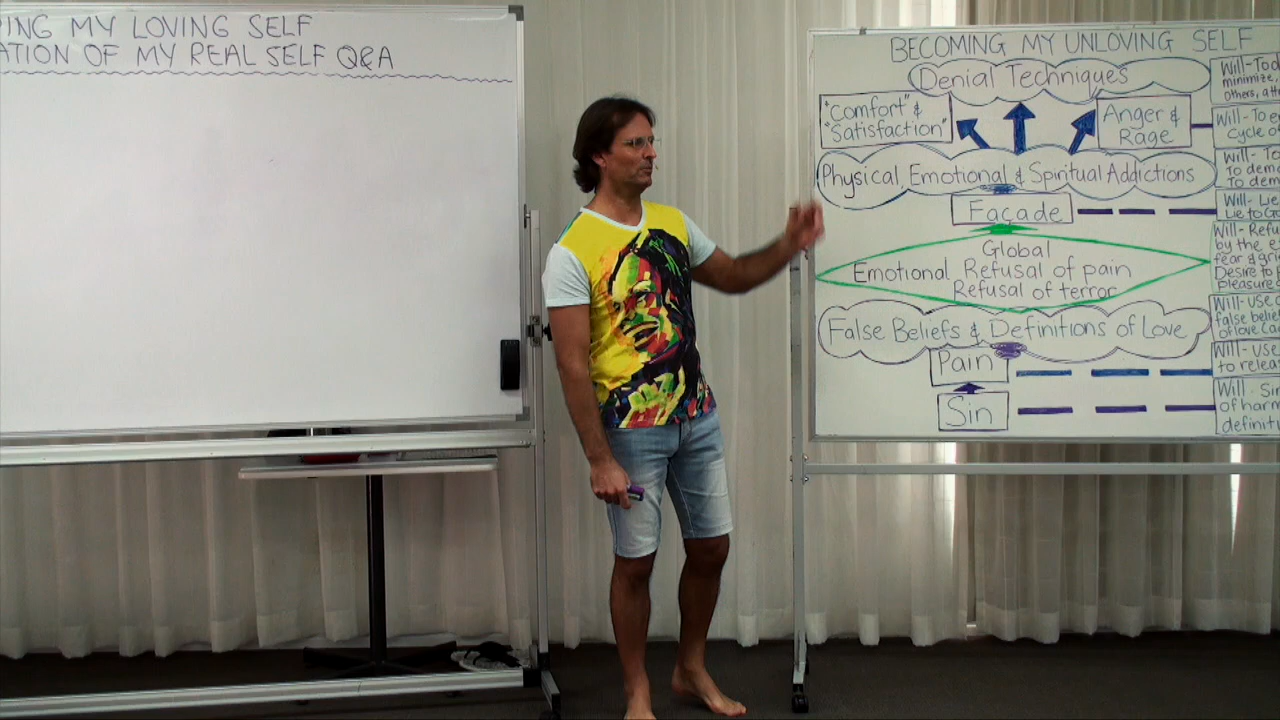 ING MY LOVING SELF
ATION OF MY REAL SELF Q&A
BECOMING MY UNLOVING SELF
Denial Techniques
"Comfort" &
"Satisfaction"
Anger &
Rage
Physical, Emotional & Spiritual Addictions
Façade
Global
Emotional Refusal of pain
Refusal of terror
False Beliefs & Definitions of Love
Pain
Sin
Will - To d
minimize,
others, att
Will - To e
cycle o
Will - To
To dem
To dem
Will - Lie
Lie to G
Will - Refu
by the e
fear & gri
Desire to
pleasure
Will - use
false belie
of love
Will - use
to relea
Will - Sin
of harm
definiti